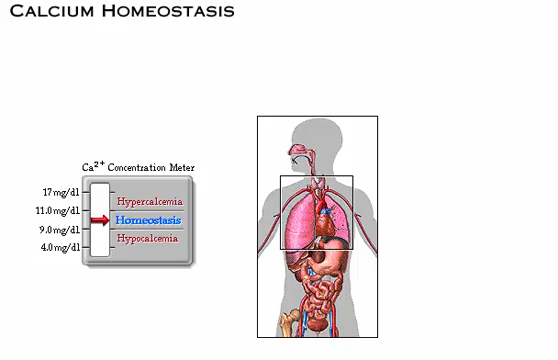 CALCIUM HOMEOSTASIS
Ca2+ Concentration Meter
17 mg/dl
Hypercalcemia
11.0 mg/dl
Homeostasis
9.0 mg/dl
Hypocalcemia
4.0 mg/dl